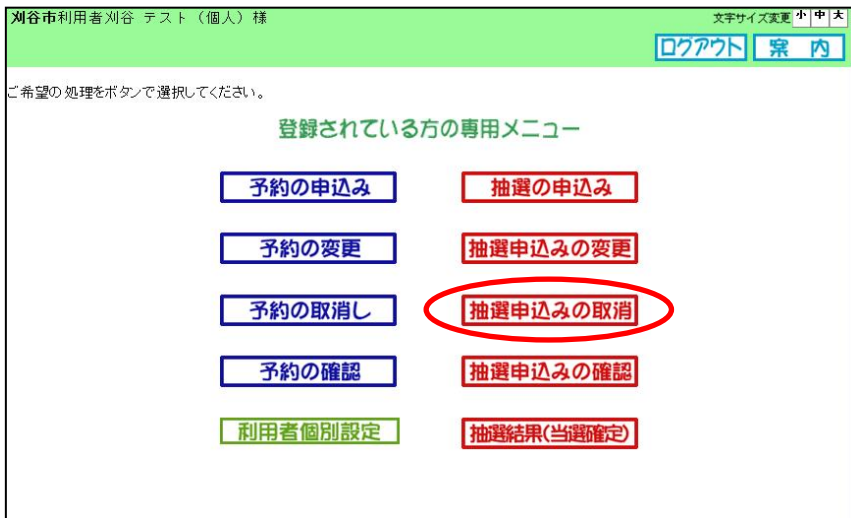 刈谷市利用者刈谷 テスト（個人）様
文字サイズ変更 小 中 大
ログアウト 案 内
ご希望の処理をボタンで選択してください。
登録されている方の専用メニュー
予約の申込み 抽選の申込み
予約の変更 抽選申込みの変更
予約の取消し 抽選申込みの取消
予約の確認 抽選申込みの確認
利用者個別設定 抽選結果(当選確定)